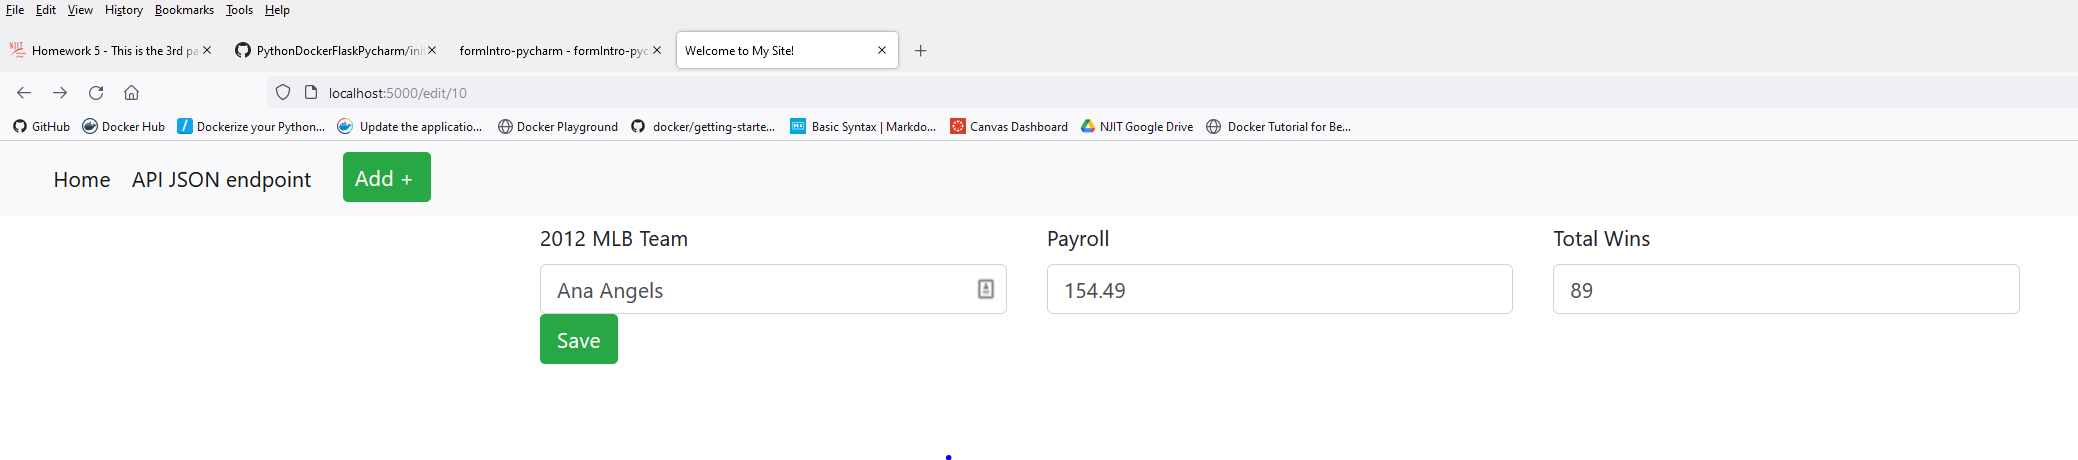 File Edit View History Bookmarks Tools Help
Homework 5 - This is the 3rd pa
PythonDockerFlaskPycharm/ini
formIntro-pycharm - formIntro-pyc
Welcome to My Site!
localhost:5000/edit/10
GitHub Docker Hub Dockerize your Python... Update the applicatio... Docker Playground docker/getting-starte... Basic Syntax | Markdo... Canvas Dashboard NJIT Google Drive Docker Tutorial for Be...
Home API JSON endpoint Add +
2012 MLB Team Payroll Total Wins
Ana Angels 154.49 89
Save